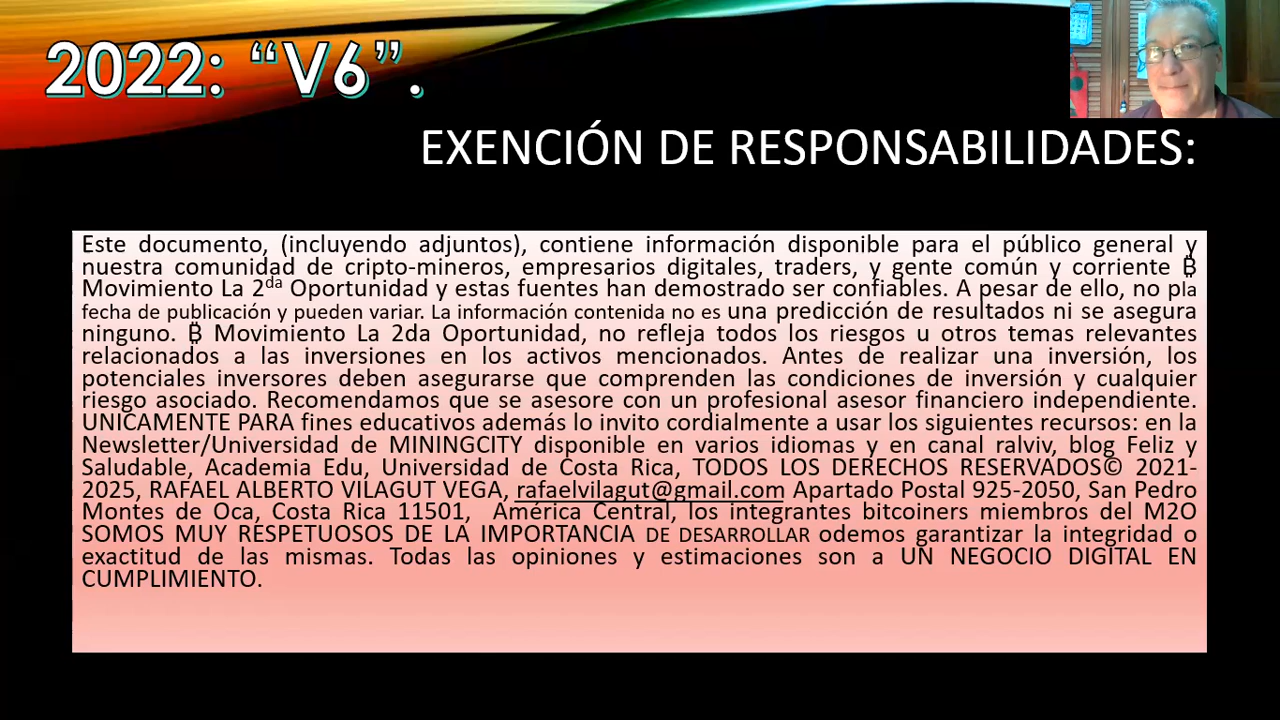 2022: “V6”.
EXENCIÓN DE RESPONSABILIDADES:
Este documento, (incluyendo adjuntos), contiene información disponible para el público general y
nuestra comunidad de cripto-mineros, empresarios digitales, traders, y gente común y corriente ₿
Movimiento La 2da Oportunidad y estas fuentes han demostrado ser confiables. A pesar de ello, no pla
fecha de publicación y pueden variar. La información contenida no es una predicción de resultados ni se asegura
ninguno. ₿ Movimiento La 2da Oportunidad, no refleja todos los riesgos u otros temas relevantes
relacionados a las inversiones en los activos mencionados. Antes de realizar una inversión, los
potenciales inversores deben asegurarse que comprenden las condiciones de inversión y cualquier
riesgo asociado. Recomendamos que se asesore con un profesional asesor financiero independiente.
UNICAMENTE PARA fines educativos además lo invito cordialmente a usar los siguientes recursos: en la
Newsletter/Universidad de MININGCITY disponible en varios idiomas y en canal ralviv, blog Feliz y
Saludable, Academia Edu, Universidad de Costa Rica, TODOS LOS DERECHOS RESERVADOS© 2021-
2025, RAFAEL ALBERTO VILAGUT VEGA, rafaelvilagut@gmail.com Apartado Postal 925-2050, San Pedro
Montes de Oca, Costa Rica 11501, América Central, los integrantes bitcoiners miembros del M2O
SOMOS MUY RESPETUOSOS DE LA IMPORTANCIA DE DESARROLLAR odemos garantizar la integridad o
exactitud de las mismas. Todas las opiniones y estimaciones son a UN NEGOCIO DIGITAL EN
CUMPLIMIENTO.